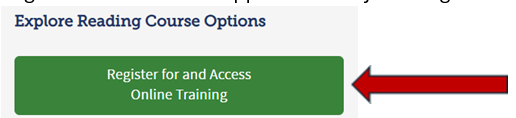 Explore Reading Course Options
Register for and Access
Online Training